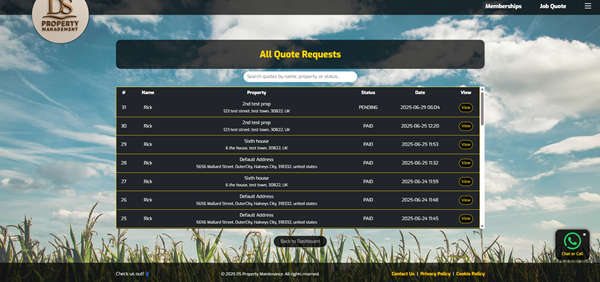 DS
PROPERTY
MANAGEMENT
Memberships
Job Quote
All Quote Requests
Search quotes by name, property, or status...
# Name Property Status Date View
31 Rick 2nd test prop PENDING 2025-06-29 06:04 View
123 test street, test town, 30822, UK
30 Rick 2nd test prop PAID 2025-06-25 12:20 View
123 test street, test town, 30822, UK
29 Rick Sixth house PAID 2025-06-25 11:53 View
6 the house, test town, 30822, UK
28 Rick Default Address PAID 2025-06-25 11:32 View
5656 Mallard Street, OuterCity, Haineys City, 318332, united states
27 Rick Sixth house PAID 2025-06-24 11:59 View
6 the house, test town, 30822, UK
26 Rick Default Address PAID 2025-06-24 11:48 View
5656 Mallard Street, OuterCity, Haineys City, 318332, united states
25 Rick Default Address PAID 2025-06-24 11:45 View
5656 Mallard Street, OuterCity, Haineys City, 318332, united states
Back to Dashboard
Chat or Call
Check us out!
© 2025 DS Property Maintenance. All rights reserved.
Contact Us | Privacy Policy | Cookie Policy